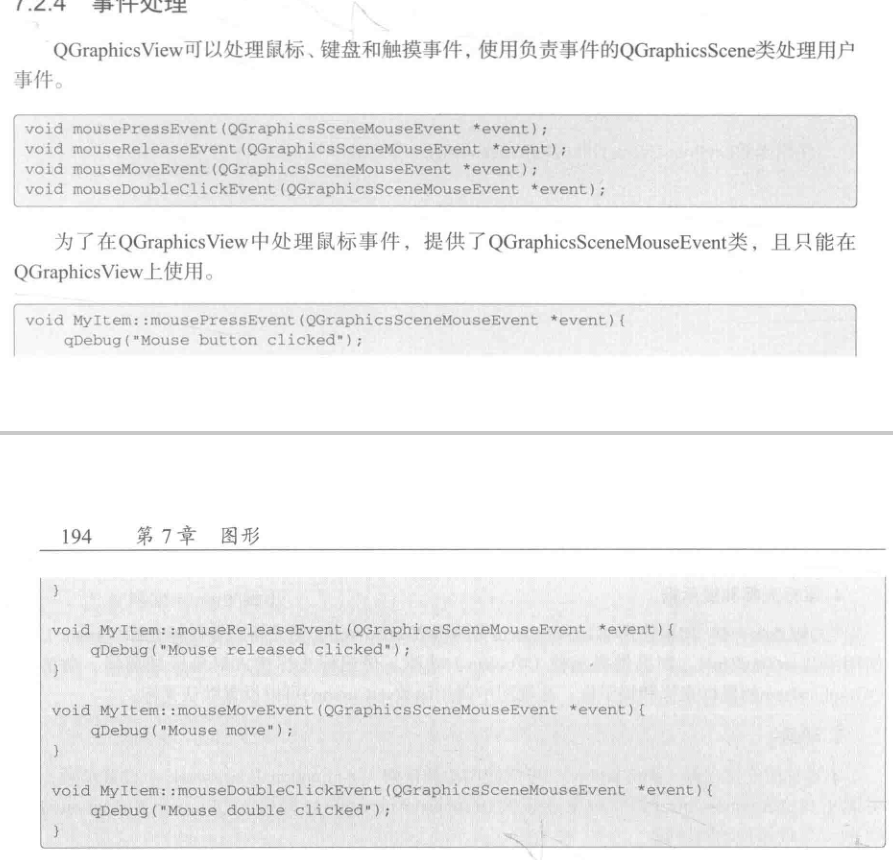 7.2.4 事件处理
QGraphicsView可以处理鼠标、键盘和触摸事件，使用负责事件的QGraphicsScene类处理用户
事件。
void mousePressEvent(QGraphicsSceneMouseEvent *event);
void mouseReleaseEvent(QGraphicsSceneMouseEvent *event);
void mouseMoveEvent(QGraphicsSceneMouseEvent *event);
void mouseDoubleClickEvent(QGraphicsSceneMouseEvent *event);
为了在QGraphicsView中处理鼠标事件，提供了QGraphicsSceneMouseEvent类，且只能在
QGraphicsView上使用。
void MyItem::mousePressEvent(QGraphicsSceneMouseEvent *event){
qDebug("Mouse button clicked");
194 第7章 图形
}
void MyItem::mouseReleaseEvent(QGraphicsSceneMouseEvent *event){
qDebug("Mouse released clicked");
}
void MyItem::mouseMoveEvent(QGraphicsSceneMouseEvent *event){
qDebug("Mouse move");
}
void MyItem::mouseDoubleClickEvent(QGraphicsSceneMouseEvent *event){
qDebug("Mouse double clicked");
}